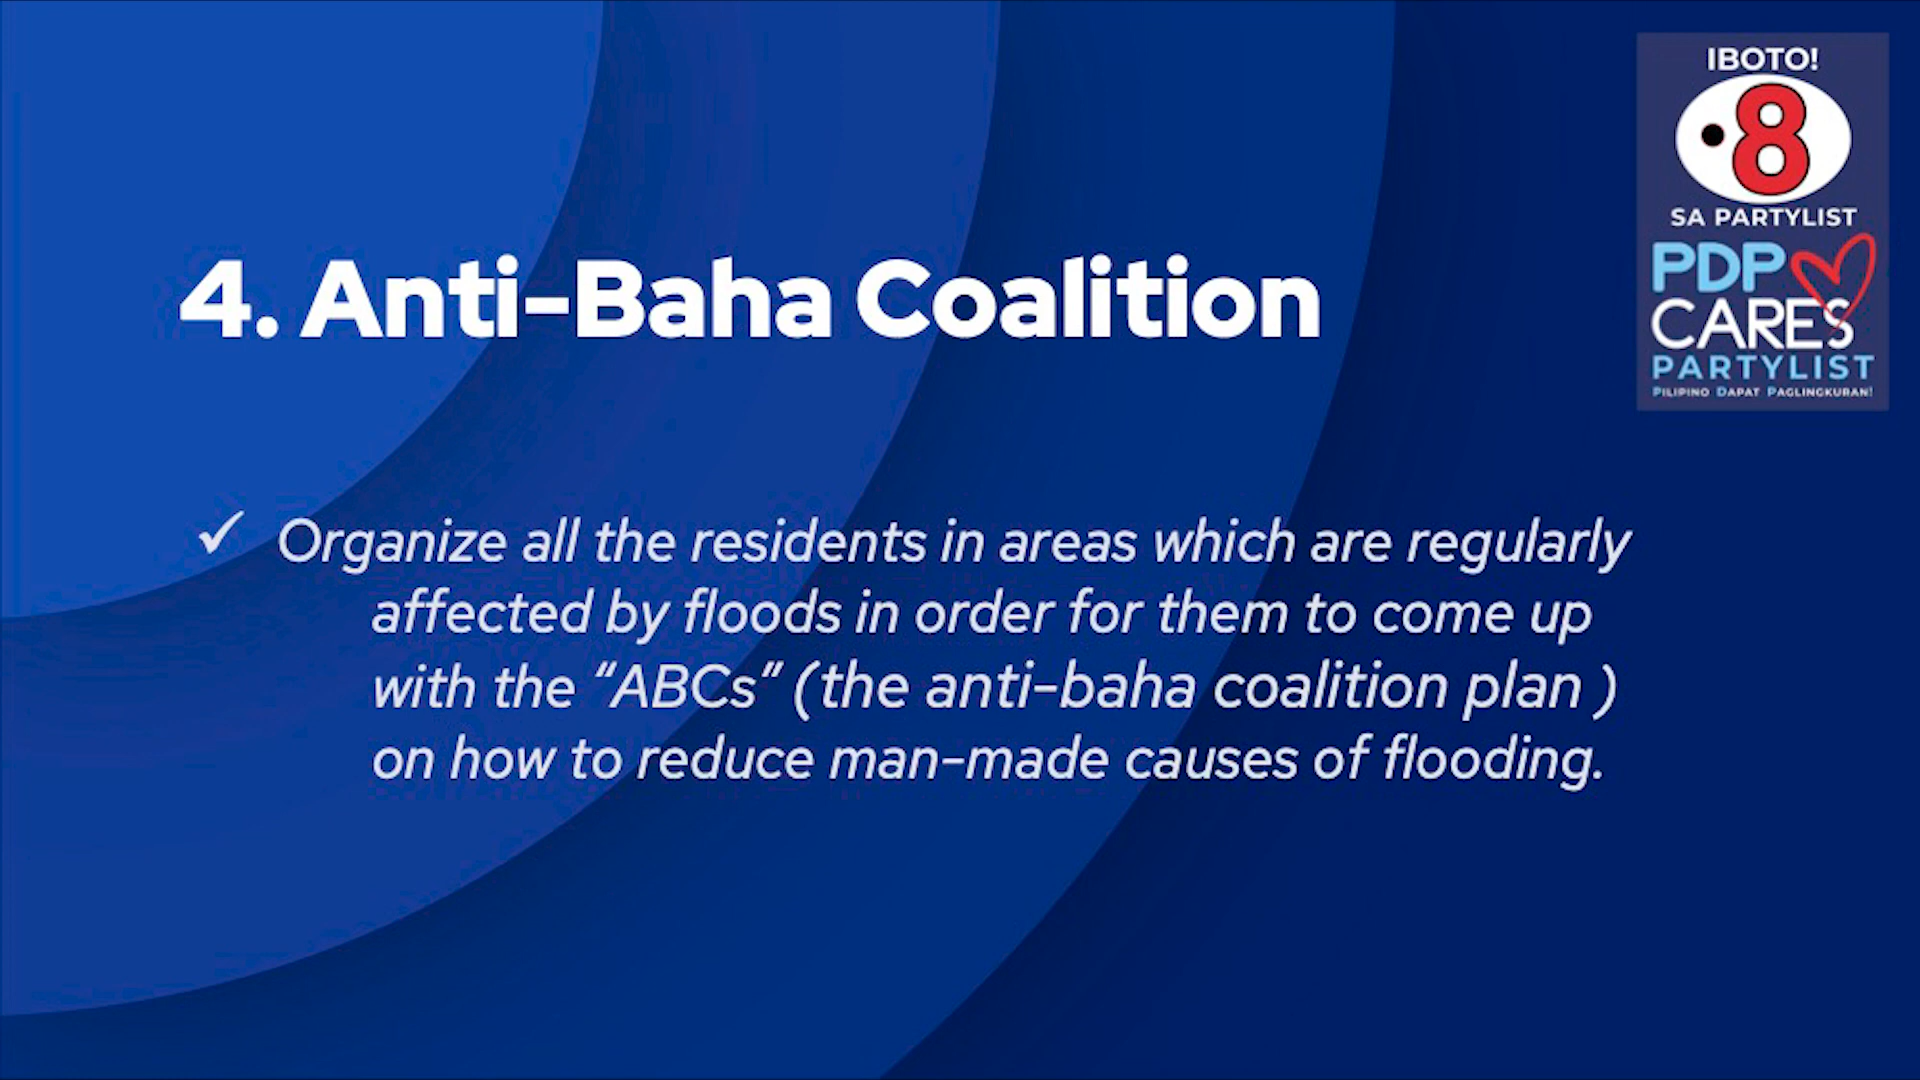 IBOTO!
8
SA PARTYLIST
PDP
CARES
PARTYLIST
PILIPINO DAPAT PAGLINGKURAN!
4. Anti-Baha Coalition
✓ Organize all the residents in areas which are regularly
affected by floods in order for them to come up
with the “ABCs” (the anti-baha coalition plan )
on how to reduce man-made causes of flooding.